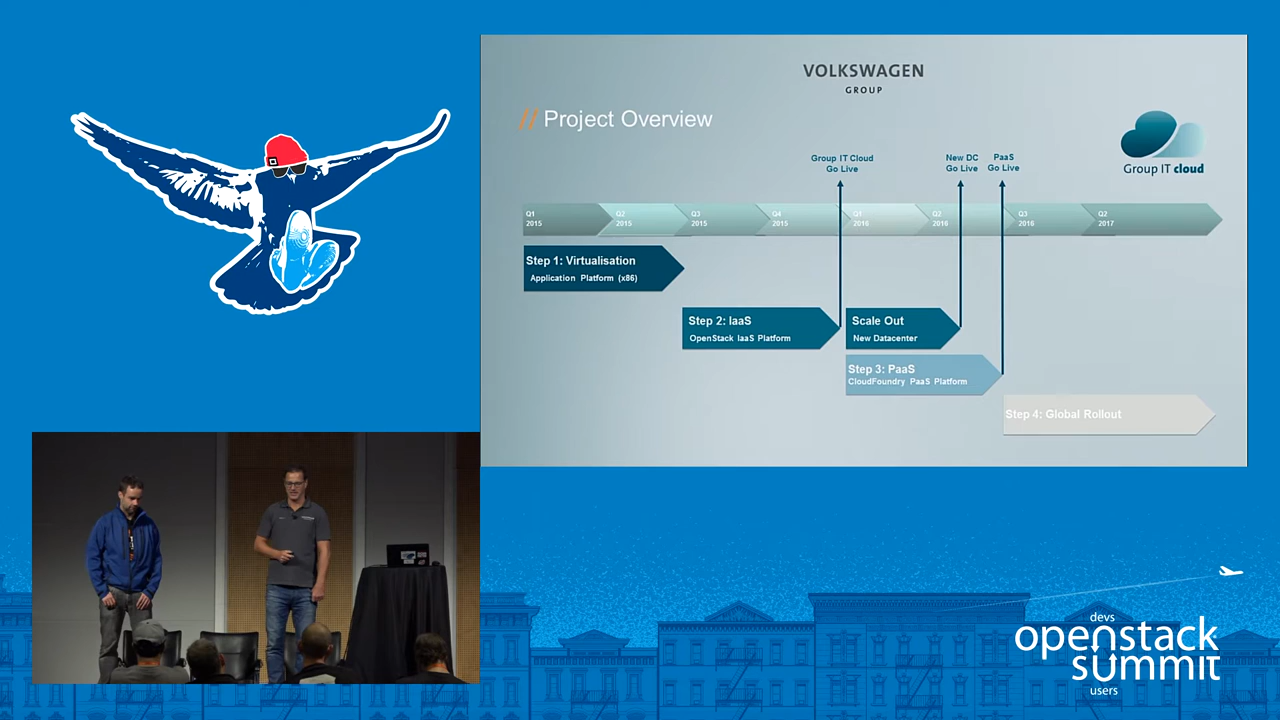 VOLKSWAGEN
GROUP
// Project Overview
Group IT cloud
Group IT Cloud
Go Live
New DC
Go Live
PaaS
Go Live
Q1
2015
Q2
2015
Q3
2015
Q4
2015
Q1
2016
Q2
2016
Q3
2016
Q2
2017
Step 1: Virtualisation
Application Platform (x86)
Step 2: IaaS
OpenStack IaaS Platform
Scale Out
New Datacenter
Step 3: PaaS
CloudFoundry PaaS Platform
Step 4: Global Rollout
devs
openstack
summit
users